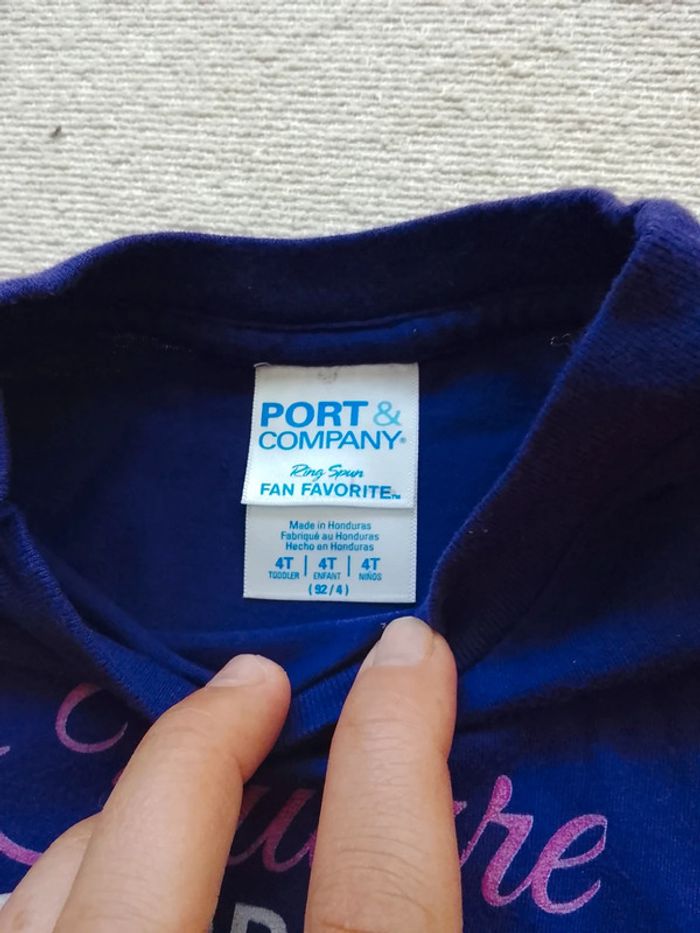 PORT &
COMPANY®
Ring Spun
FAN FAVORITE™
Made in Honduras
Fabriqué au Honduras
Hecho en Honduras
4T | 4T | 4T
TODDLER ENFANT NIÑOS
(92/4)